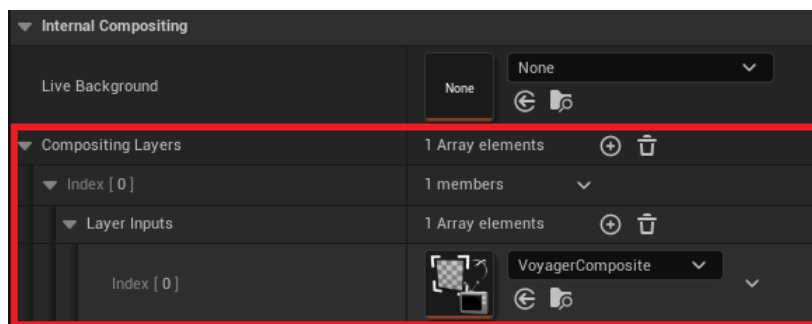 Internal Compositing
Live Background
None
None
Compositing Layers
1 Array elements
Index [ 0 ]
1 members
Layer Inputs
1 Array elements
Index [ 0 ]
VoyagerComposite